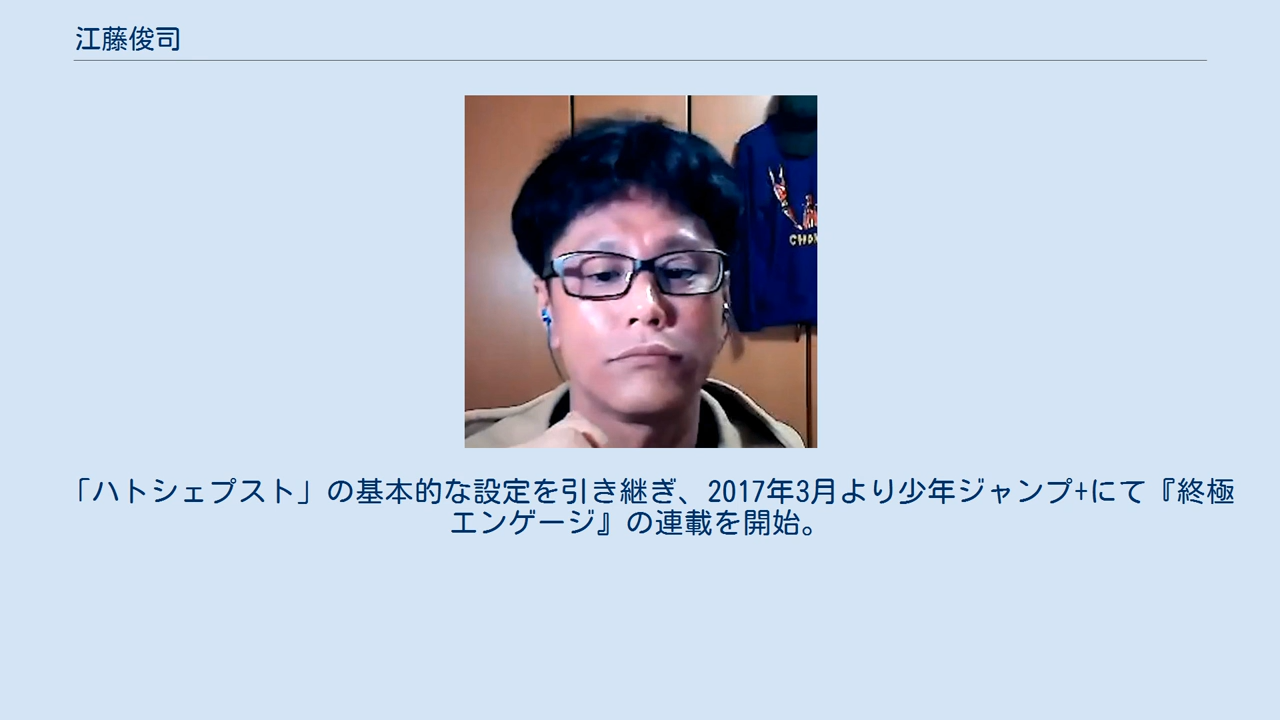 江藤俊司
CHA
「ハトシェプスト」の基本的な設定を引き継ぎ、2017年3月より少年ジャンプ+にて『終極
エンゲージ』の連載を開始。